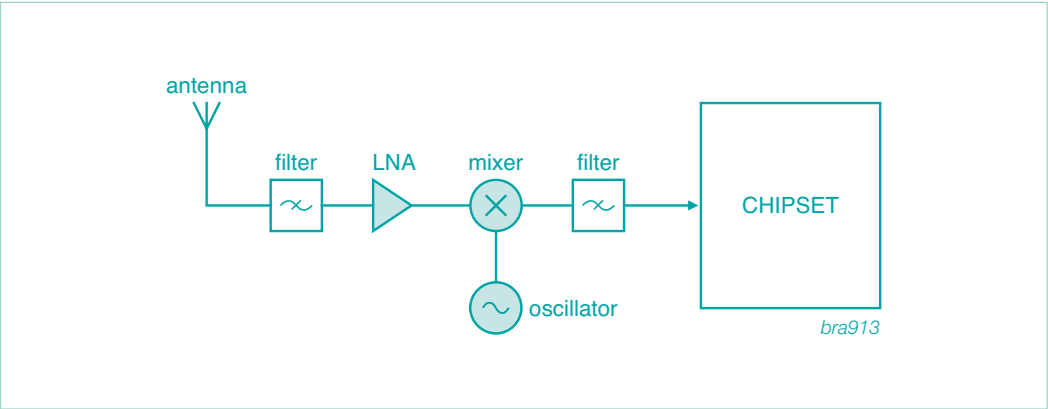 antenna
filter
LNA
mixer
filter
CHIPSET
oscillator
bra913